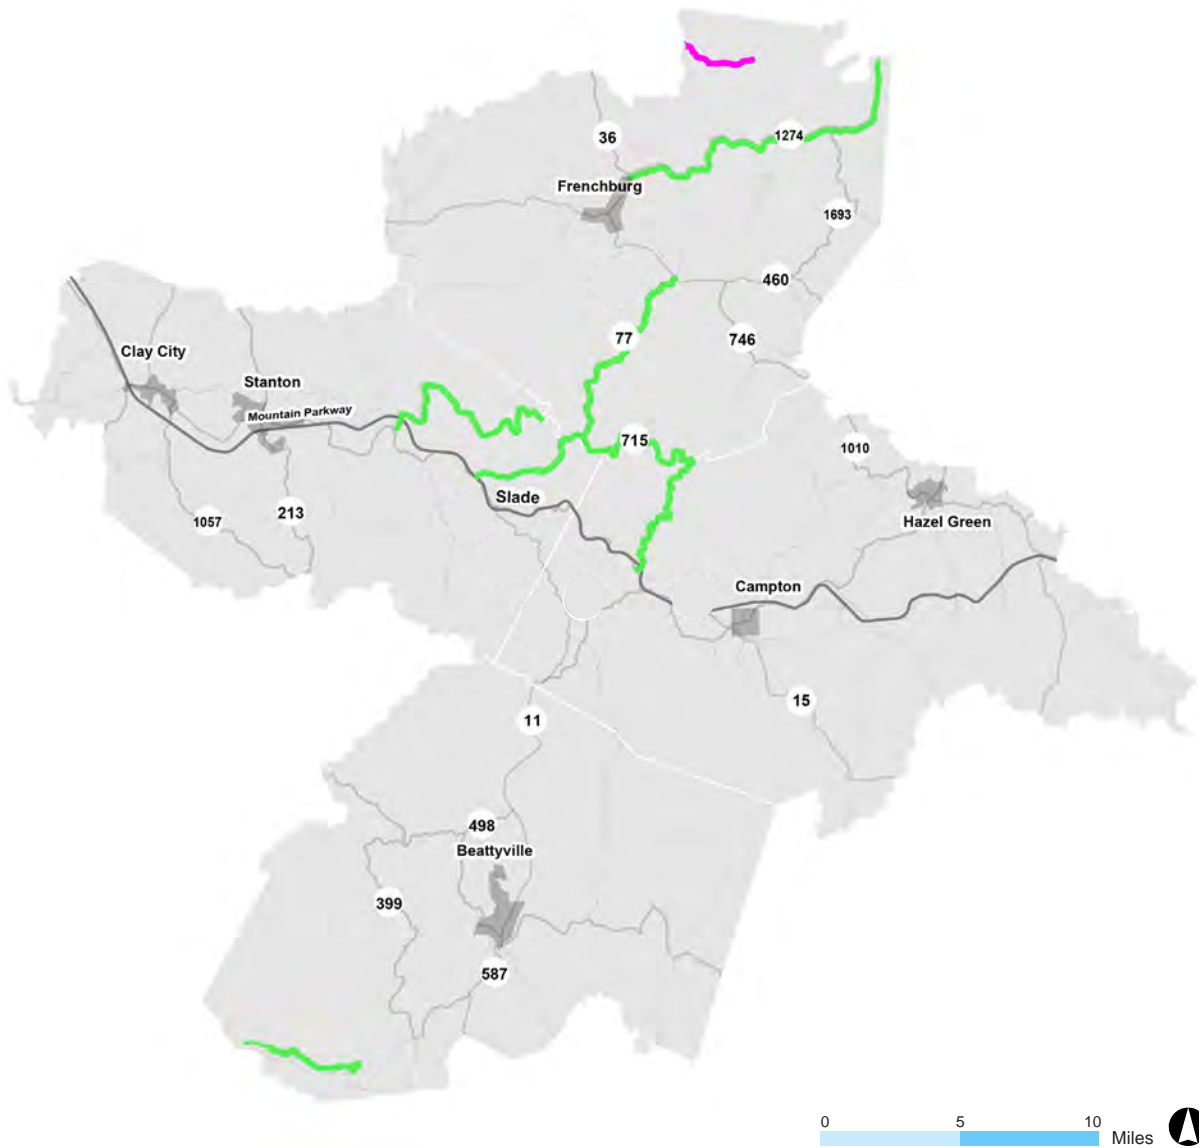 36
1274
Frenchburg
1693
460
77
746
Clay City
Stanton
Mountain Parkway
715
1010
Slade
1057
213
Hazel Green
Campton
15
11
498
Beattyville
399
587
0 5 10
Miles